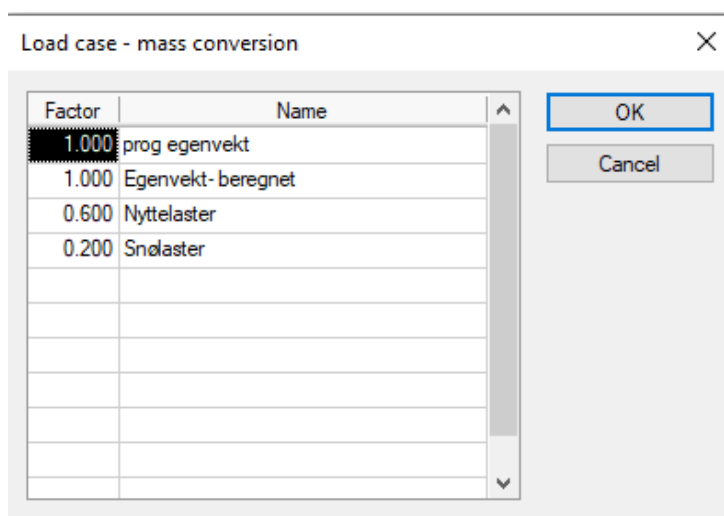 Load case - mass conversion
Factor Name
1.000 prog egenvekt
1.000 Egenvekt- beregnet
0.600 Nyttelaster
0.200 Snølaster
OK
Cancel